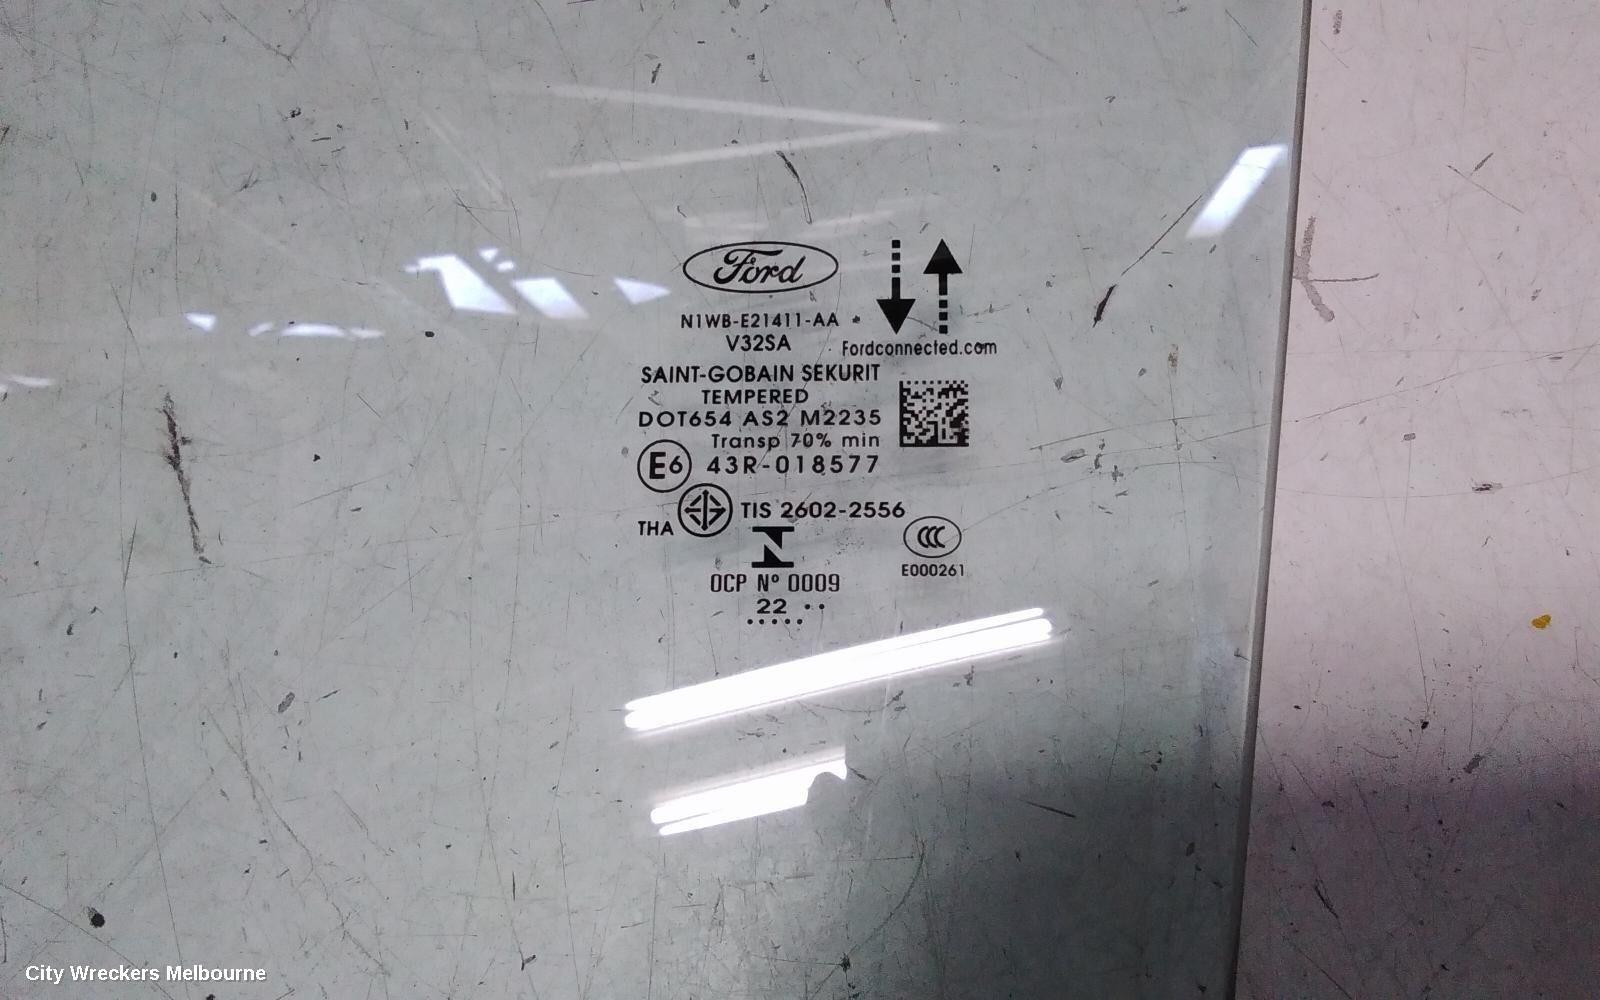 Ford
N1WB-E21411-AA
V32SA
Fordconnected.com
SAINT-GOBAIN SEKURIT
TEMPERED
DOT654 AS2 M2235
Transp 70% min
E6 43R-018577
THA TIS 2602-2556
CCC
E000261
OCP Nº 0009
22
City Wreckers Melbourne